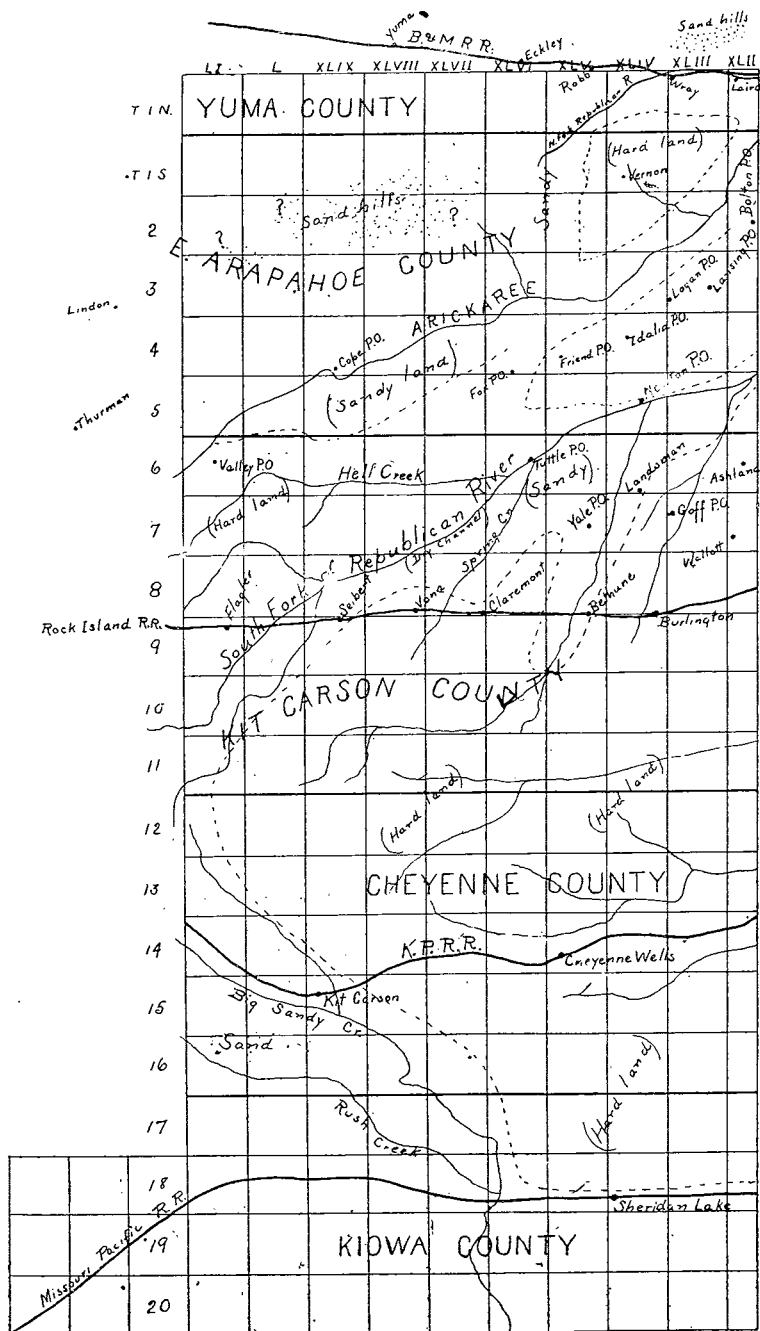 Sand hills
Yuma
B.&M.R.R.
Eckley
LI. L XLIX XLVIII XLVII XLVI XLV XLIV XLIII XLII
Robb
Wray
Laird
T 1 N.
YUMA COUNTY
N. Fork Republican R.
(Hard land)
T 1 S
Vernon
Sandy
Bolton P.O.
? Sand hills ?
2
?
E. ARAPAHOE COUNTY
Lansing P.O.
Logan P.O.
3
Lindon
ARICKAREE
Idalia P.O.
4
Cope P.O.
Friend P.O.
(Sandy land)
Fox P.O.
P.O.
5
Thurman
6
Valley P.O.
Hell Creek
Tuttle P.O.
(Sandy)
Landsman
Ashland
(Hard land)
7
South Fork of Republican River
(Dry Channel)
Spring Cr.
Yale P.O.
Goff P.O.
8
Flagler
Seibert
Vona
Claremont
Bethune
Burlington
Rock Island R.R.
9
10
KIT CARSON COUNTY
11
(Hard land)
(Hard land)
12
13
CHEYENNE COUNTY
14
K.P.R.R.
Cheyenne Wells
Kit Carson
15
Big Sandy Cr.
Sand
16
(Hard land)
17
Rush Creek
18
Sheridan Lake
Missouri Pacific R.R.
19
KIOWA COUNTY
20